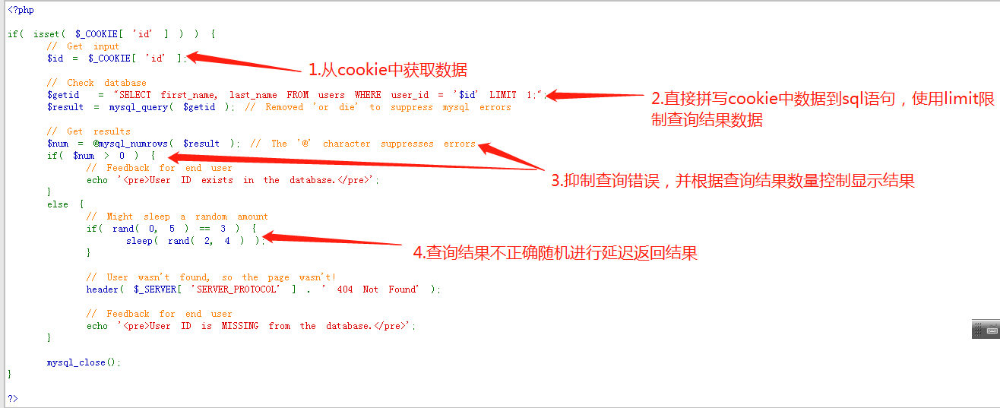 <?php
if( isset( $_COOKIE[ 'id' ] ) ) {
// Get input
$id = $_COOKIE[ 'id' ];
1.从cookie中获取数据
// Check database
$getid = "SELECT first_name, last_name FROM users WHERE user_id = '$id' LIMIT 1;";
2.直接拼写cookie中数据到sql语句，使用limit限
制查询结果数据
$result = mysql_query( $getid ); // Removed 'or die' to suppress mysql errors
// Get results
$num = @mysql_numrows( $result ); // The '@' character suppresses errors
if( $num > 0 ) {
// Feedback for end user
echo '<pre>User ID exists in the database.</pre>';
3.抑制查询错误，并根据查询结果数量控制显示结果
}
else {
// Might sleep a random amount
if( rand( 0, 5 ) == 3 ) {
sleep( rand( 2, 4 ) );
4.查询结果不正确随机进行延迟返回结果
}
// User wasn't found, so the page wasn't!
header( $_SERVER[ 'SERVER_PROTOCOL' ] . ' 404 Not Found' );
// Feedback for end user
echo '<pre>User ID is MISSING from the database.</pre>';
}
mysql_close();
}
?>